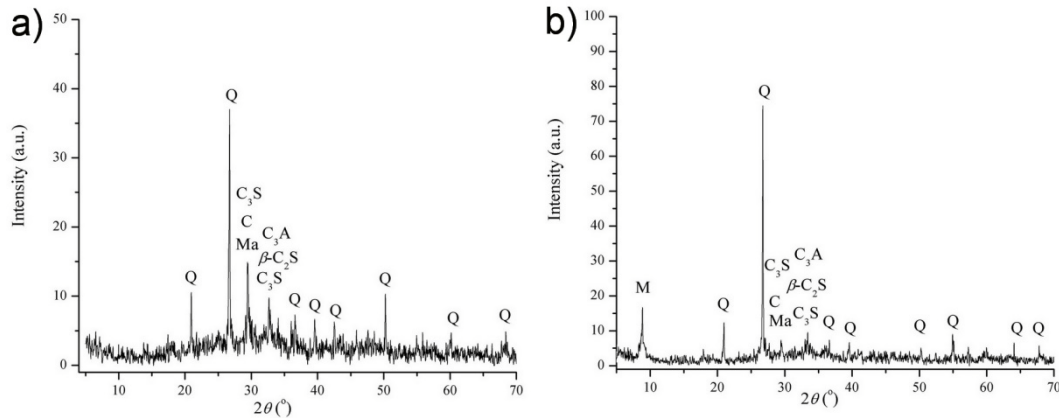 a)
50
40
30
20
10
0
Intensity (a.u.)
10 20 30 40 50 60 70
2θ (°)
Q
Q
C₃S
C
Ma
C₃A
β-C₂S
C₃S
Q
Q
Q
Q
Q
Q
b)
100
90
80
70
60
50
40
30
20
10
0
Intensity (a.u.)
10 20 30 40 50 60 70
2θ (°)
M
Q
Q
C₃S
C
Ma
C₃A
β-C₂S
C₃S
Q
Q
Q
Q
Q
Q